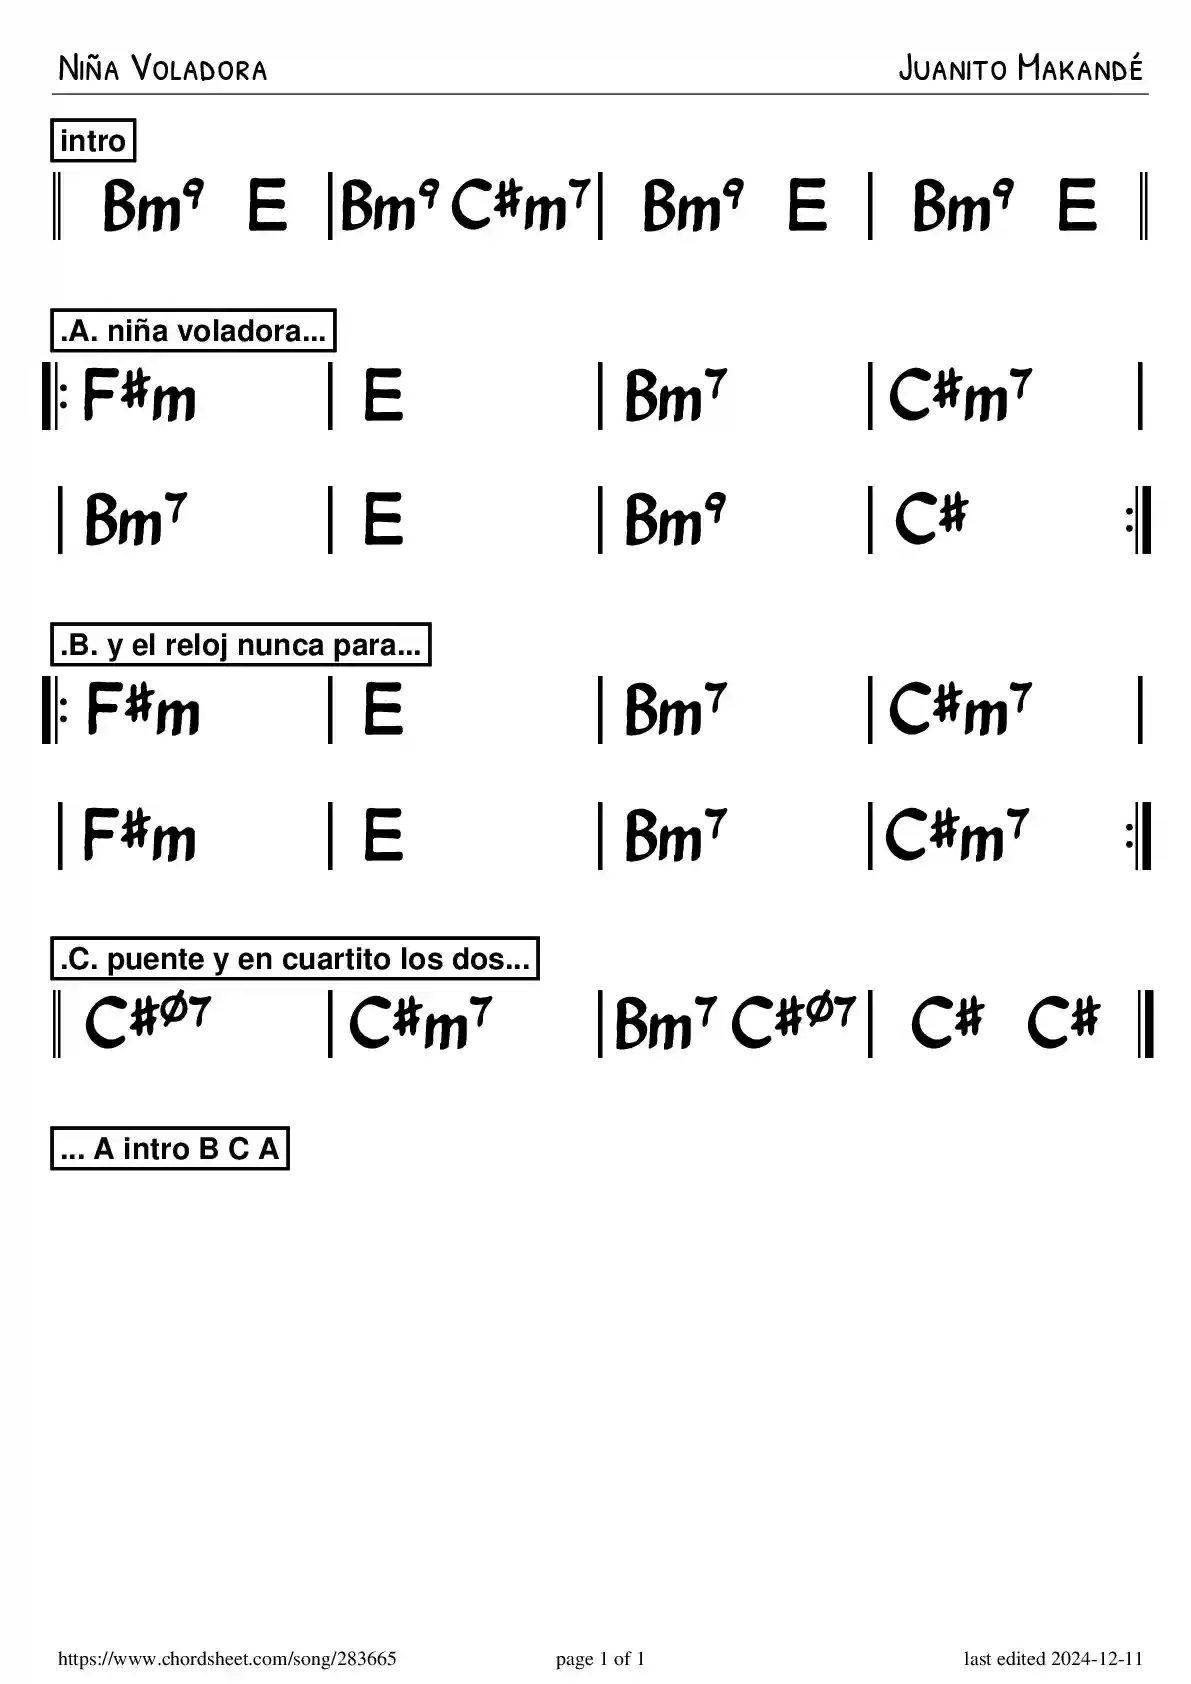 Niña Voladora Juanito Makandé
intro
Bm9 E | Bm9 C#m7 | Bm9 E | Bm9 E
.A. niña voladora...
F#m | E | Bm7 | C#m7 |
| Bm7 | E | Bm9 | C#
.B. y el reloj nunca para...
F#m | E | Bm7 | C#m7 |
| F#m | E | Bm7 | C#m7
.C. puente y en cuartito los dos...
C#ø7 | C#m7 | Bm7 C#ø7 | C# C#
... A intro B C A
https://www.chordsheet.com/song/283665 page 1 of 1 last edited 2024-12-11